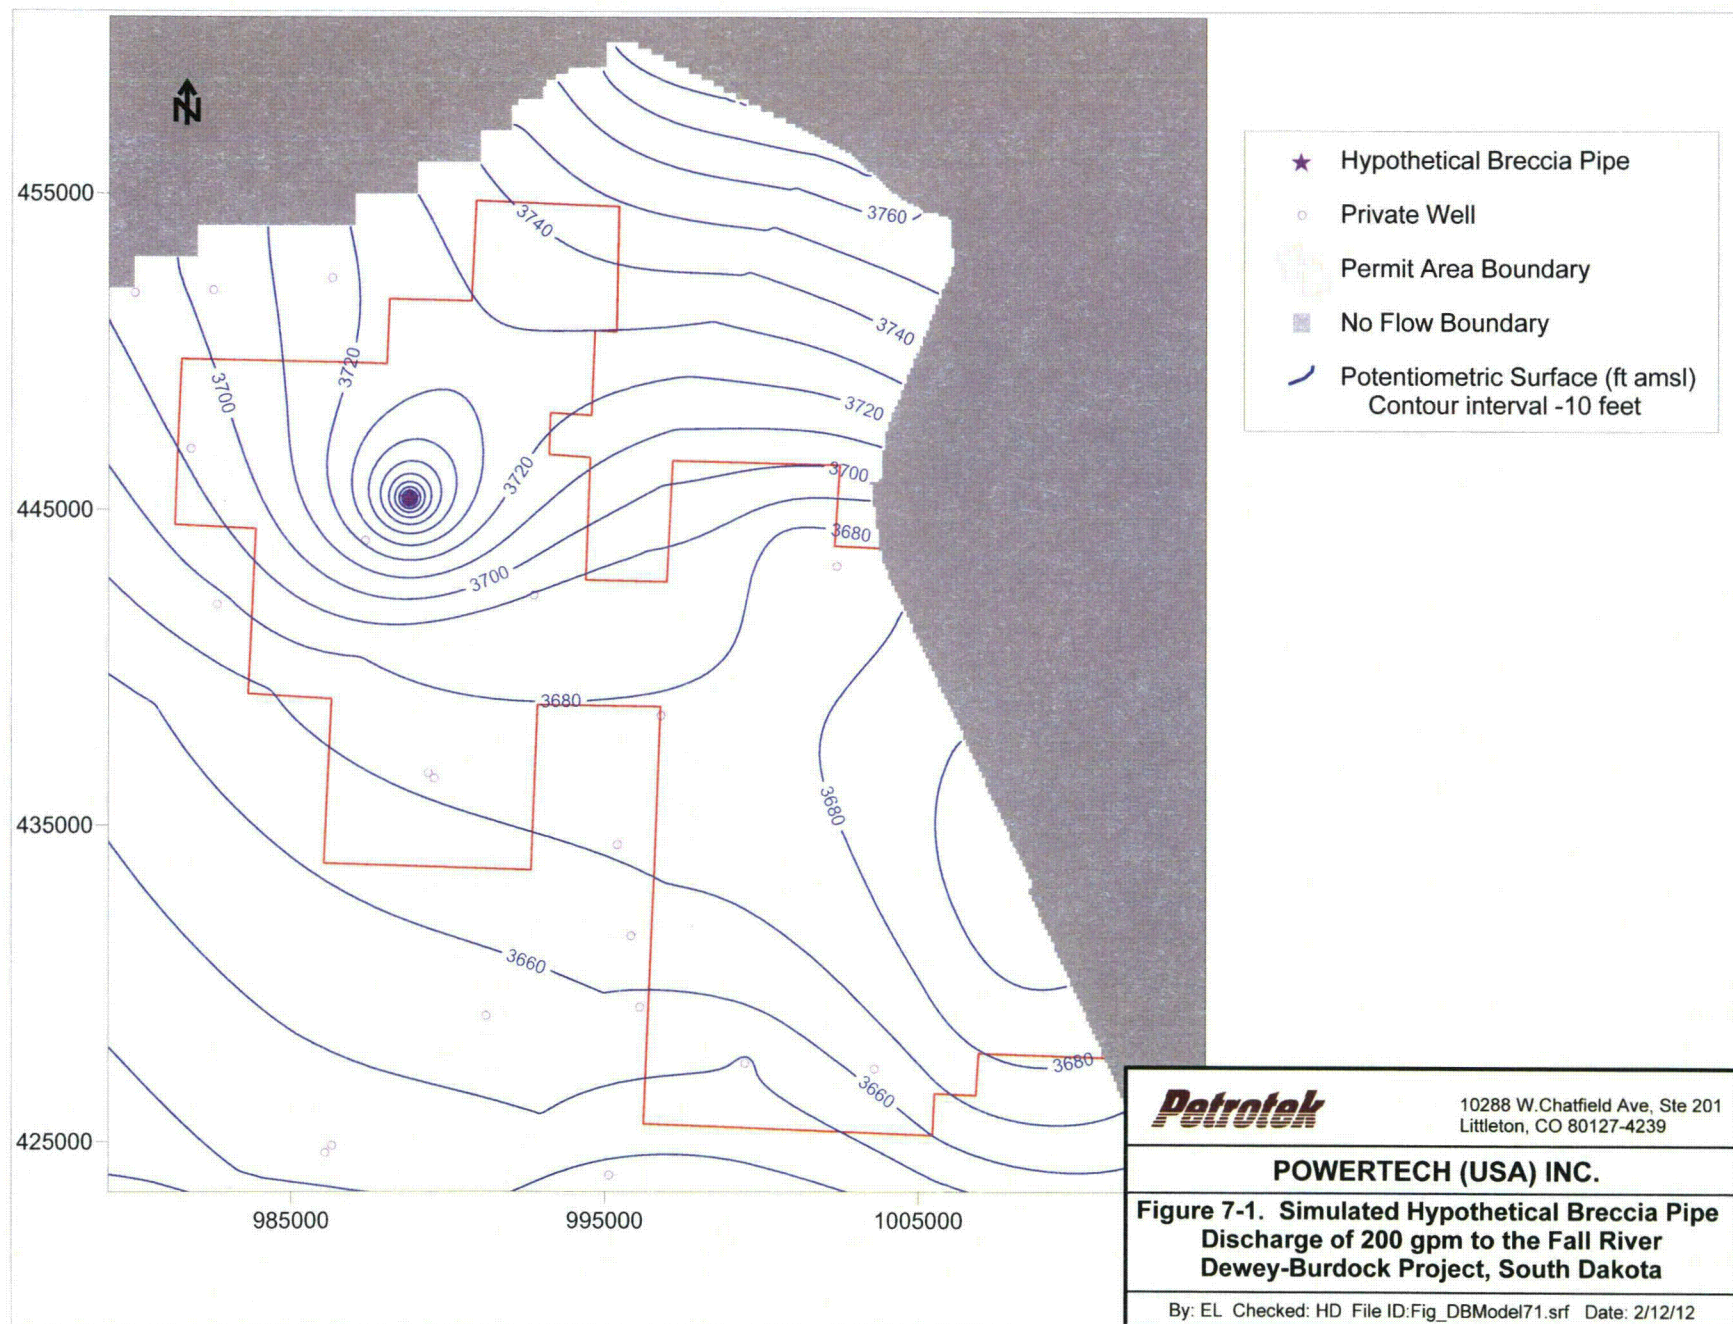 N
455000
445000
435000
425000
985000
995000
1005000
3740
3760
3740
3720
3700
3720
3720
3700
3680
3700
3680
3680
3660
3660
3680
Hypothetical Breccia Pipe
Private Well
Permit Area Boundary
No Flow Boundary
Potentiometric Surface (ft amsl)
Contour interval -10 feet
Petrotek
10288 W.Chatfield Ave, Ste 201
Littleton, CO 80127-4239
POWERTECH (USA) INC.
Figure 7-1. Simulated Hypothetical Breccia Pipe
Discharge of 200 gpm to the Fall River
Dewey-Burdock Project, South Dakota
By: EL Checked: HD File ID:Fig_DBModel71.srf Date: 2/12/12